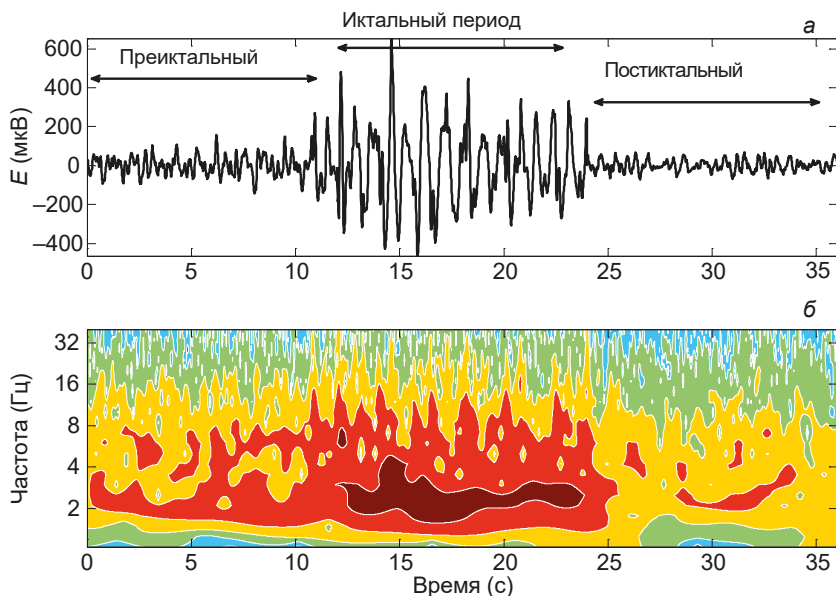 а
Иктальный период
Преиктальный
Постиктальный
E (мкВ)
600
400
200
0
–200
–400
0 5 10 15 20 25 30 35
б
Частота (Гц)
32
16
8
4
2
0 5 10 15 20 25 30 35
Время (с)